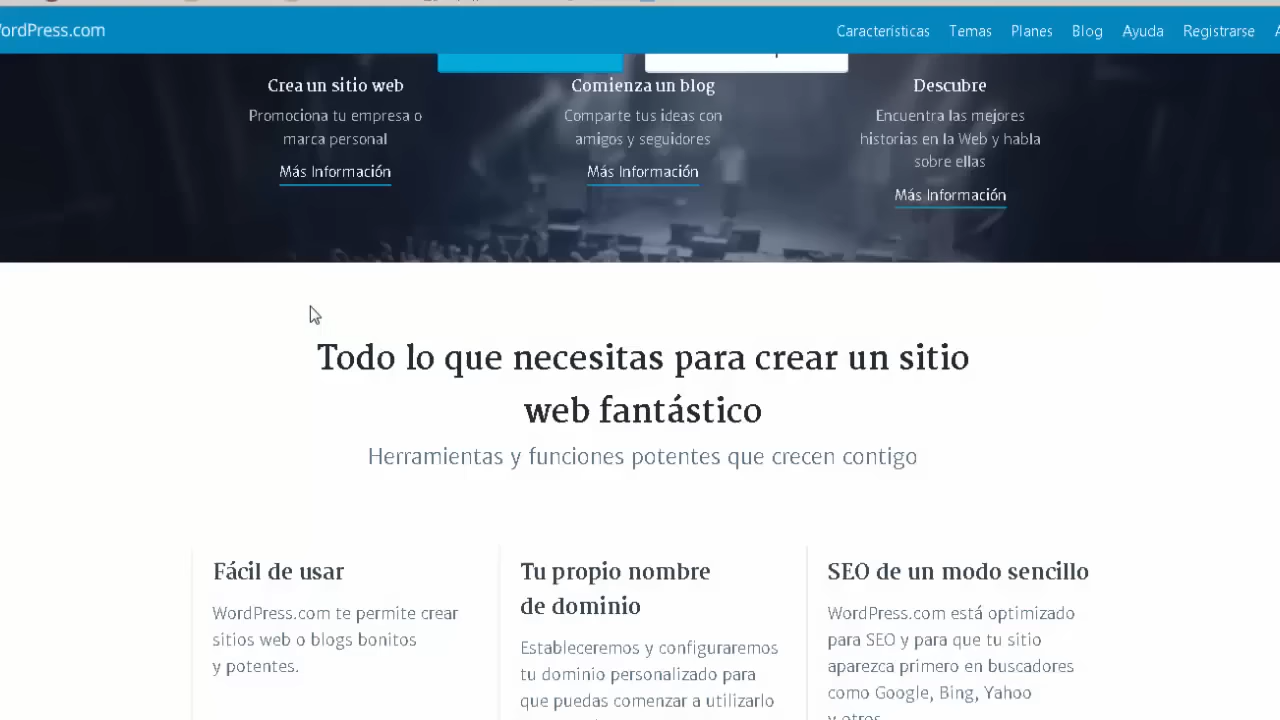 WordPress.com
Características Temas Planes Blog Ayuda Registrarse
Crea un sitio web
Promociona tu empresa o
marca personal
Más Información
Comienza un blog
Comparte tus ideas con
amigos y seguidores
Más Información
Descubre
Encuentra las mejores
historias en la Web y habla
sobre ellas
Más Información
Todo lo que necesitas para crear un sitio
web fantástico
Herramientas y funciones potentes que crecen contigo
Fácil de usar
WordPress.com te permite crear
sitios web o blogs bonitos
y potentes.
Tu propio nombre
de dominio
Estableceremos y configuraremos
tu dominio personalizado para
que puedas comenzar a utilizarlo
SEO de un modo sencillo
WordPress.com está optimizado
para SEO y para que tu sitio
aparezca primero en buscadores
como Google, Bing, Yahoo
y otros